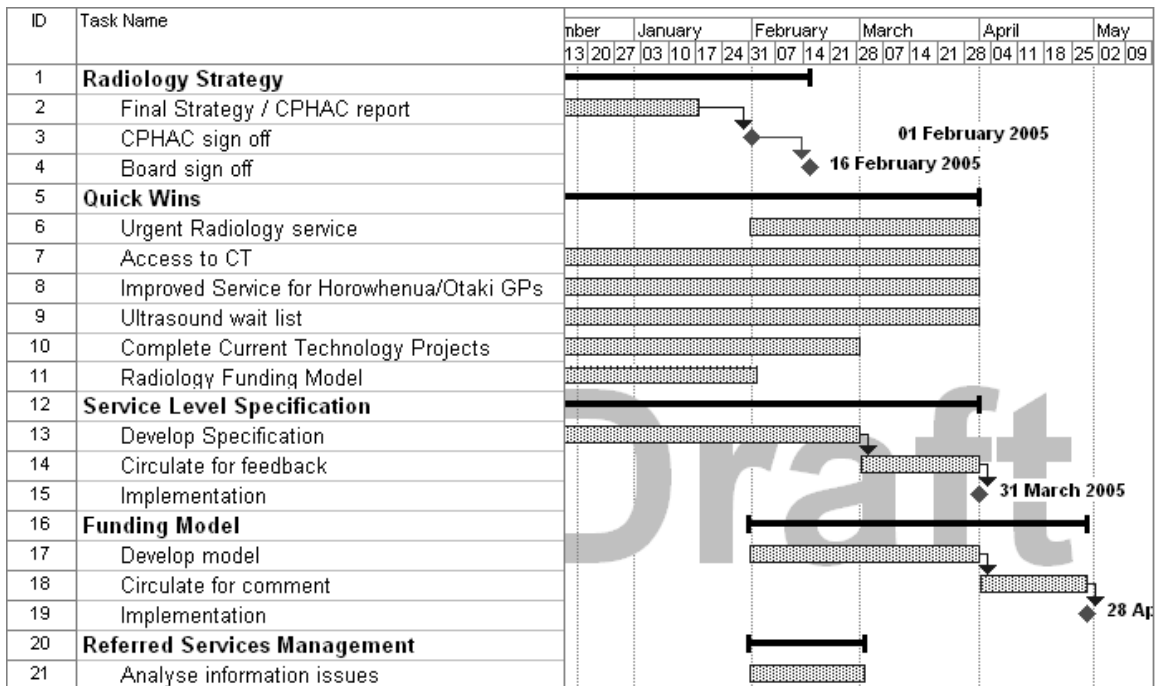 ID Task Name
mber January February March April May
13 20 27 03 10 17 24 31 07 14 21 28 07 14 21 28 04 11 18 25 02 09
1 Radiology Strategy
2 Final Strategy / CPHAC report
3 CPHAC sign off 01 February 2005
4 Board sign off 16 February 2005
5 Quick Wins
6 Urgent Radiology service
7 Access to CT
8 Improved Service for Horowhenua/Otaki GPs
9 Ultrasound wait list
10 Complete Current Technology Projects
11 Radiology Funding Model
12 Service Level Specification
13 Develop Specification
14 Circulate for feedback
15 Implementation 31 March 2005
16 Funding Model
17 Develop model
18 Circulate for comment
19 Implementation 28 Ap
20 Referred Services Management
21 Analyse information issues
Draft